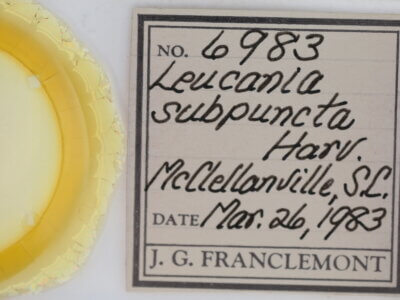 NO. 6983
Leucania
subpuncta
Harv.
McClellanville, S.C.
DATE Mar. 26, 1983
J. G. FRANCLEMONT